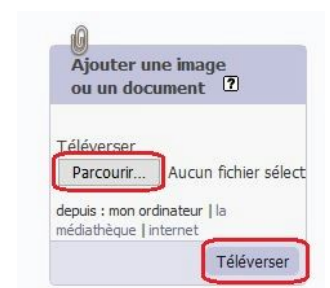 Ajouter une image
ou un document ?
Téléverser
Parcourir... Aucun fichier sélect
depuis : mon ordinateur | la
médiathèque | internet
Téléverser